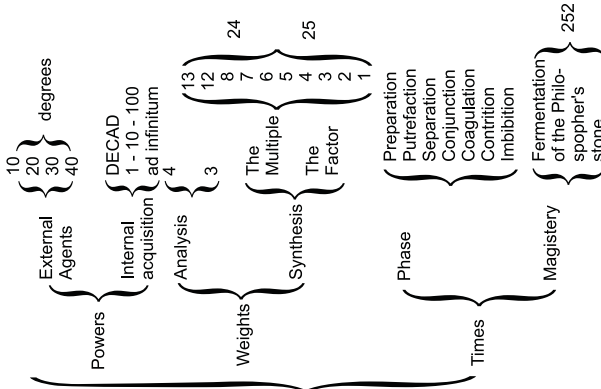 Powers
External
Agents
10
20
30
40
degrees
Internal
acquisition
DECAD
1 - 10 - 100
ad infinitum
Weights
Analysis
4
3
Synthesis
The
Multiple
The
Factor
13
12
8
7
6
5
4
3
2
1
24
25
Times
Phase
Preparation
Putrefaction
Separation
Conjunction
Coagulation
Contrition
Imbibition
Magistery
Fermentation
of the Philo-
spopher's
stone
252